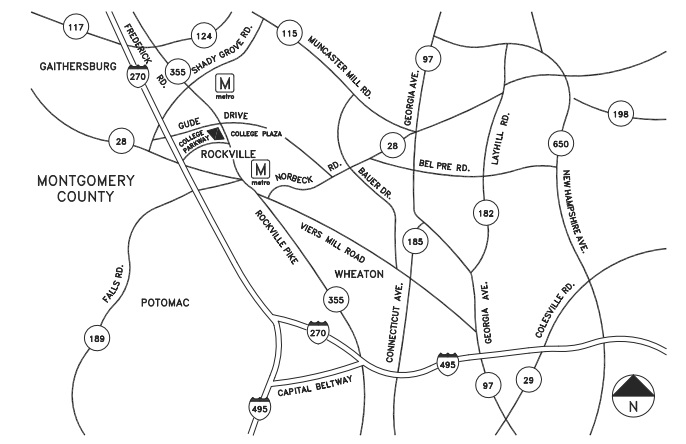 117
124
115
FREDERICK RD.
SHADY GROVE RD.
MUNCASTER MILL RD.
97
GEORGIA AVE.
GAITHERSBURG
270
355
M
metro
LAYHILL RD.
198
GUDE DRIVE
COLLEGE PARKWAY
COLLEGE PLAZA
28
ROCKVILLE
28
650
M
metro
NORBECK RD.
BAUER DR.
BEL PRE RD.
MONTGOMERY
COUNTY
NEW HAMPSHIRE AVE.
182
ROCKVILLE PIKE
VIERS MILL ROAD
185
WHEATON
FALLS RD.
POTOMAC
355
CONNECTICUT AVE.
GEORGIA AVE.
COLESVILLE RD.
189
270
495
CAPITAL BELTWAY
97
29
495
N